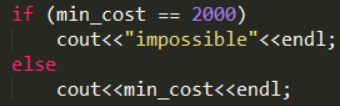 if (min_cost == 2000)
    cout<<"impossible"<<endl;
else
    cout<<min_cost<<endl;